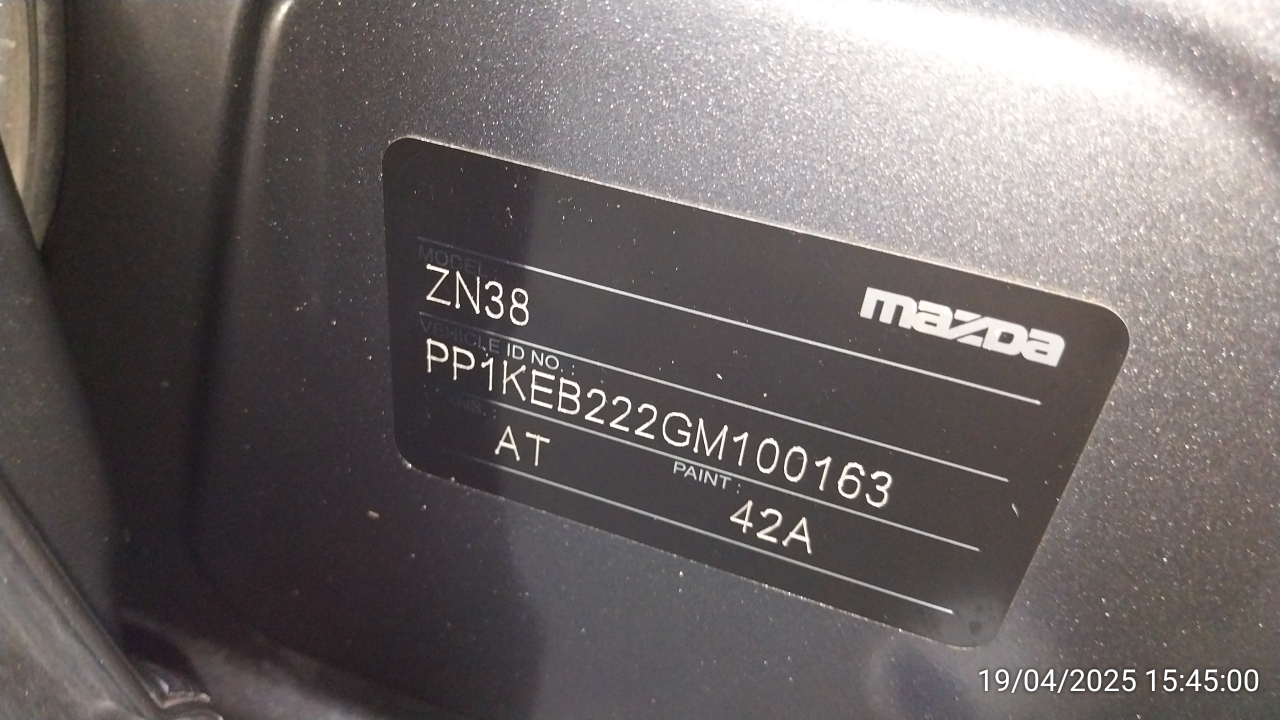 mazda
MODEL :
ZN38
VEHICLE ID NO. :
PP1KEB222GM100163
AT
PAINT :
42A
19/04/2025 15:45:00